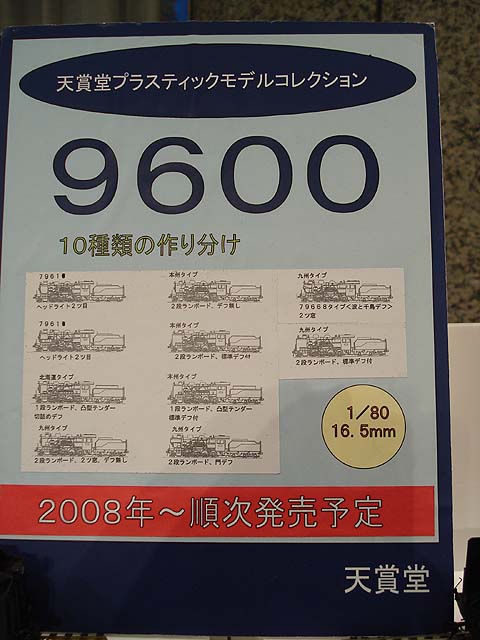 天賞堂プラスティックモデルコレクション
9600
10種類の作り分け
79618
ヘッドライト2ツ目
本州タイプ
2段ランボード、デフ無し
九州タイプ
79668タイプ<波と千鳥デフ>
2ツ窓
79618
ヘッドライト2ツ目
本州タイプ
2段ランボード、標準デフ付
九州タイプ
2段ランボード、標準デフ付
北海道タイプ
1段ランボード、凸型テンダー
切詰めデフ
本州タイプ
1段ランボード、凸型テンダー
標準デフ付
九州タイプ
2段ランボード、2ツ窓、デフ無し
九州タイプ
2段ランボード、門デフ
1/80
16.5mm
2008年～順次発売予定
天賞堂